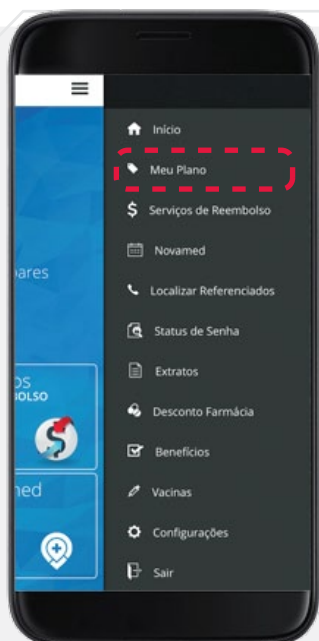 Início
Meu Plano
Serviços de Reembolso
Novamed
Localizar Referenciados
Status de Senha
Extratos
Desconto Farmácia
Benefícios
Vacinas
Configurações
Sair
ares
OS
BOLSO
ned